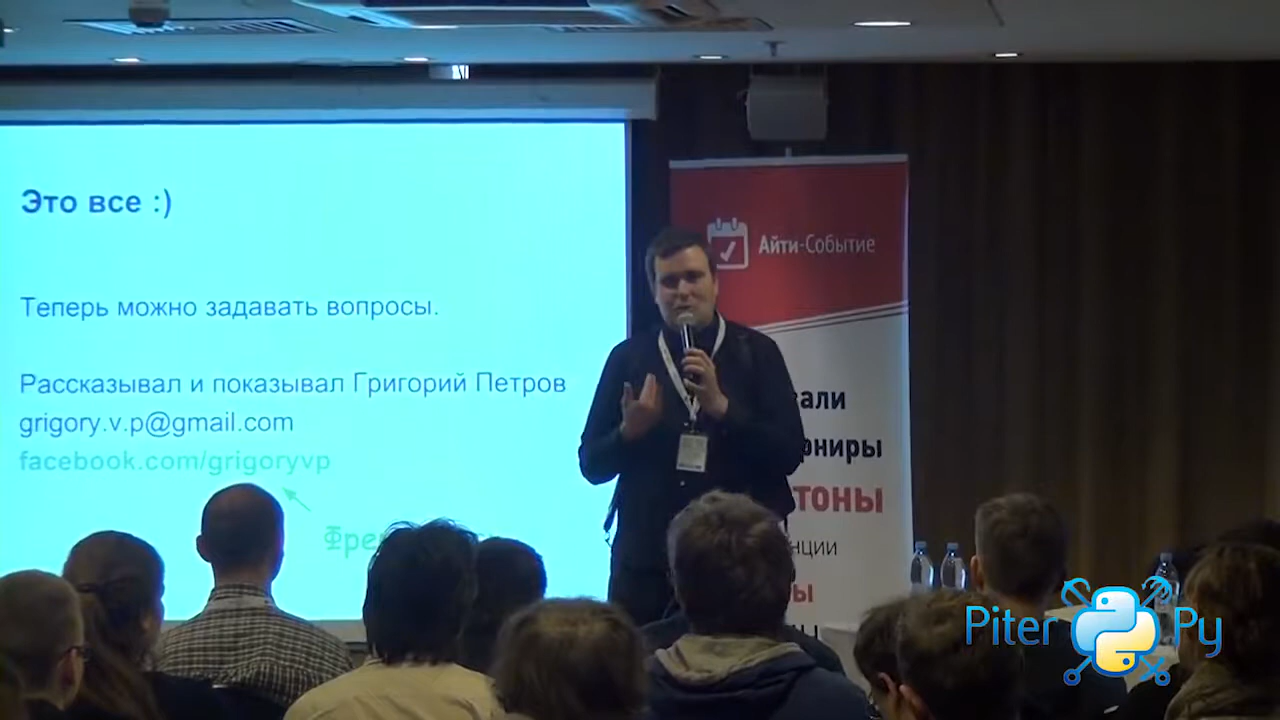 Это все :)
Теперь можно задавать вопросы.
Рассказывал и показывал Григорий Петров
grigory.v.p@gmail.com
facebook.com/grigoryvp
Айти-Событие
тоны
Piter Py